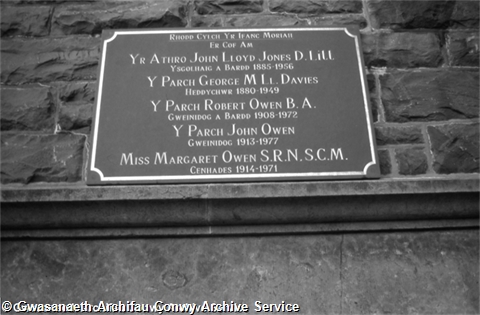 Rhodd Cylch Yr Ifanc Moriah
Er Cof Am
Yr Athro John Lloyd Jones D.Lill
Ysgolhaig a Bardd 1885-1956
Y Parch George M Ll. Davies
Heddychwr 1880-1949
Y Parch Robert Owen B.A.
Gweinidog a Bardd 1908-1972
Y Parch John Owen
Gweinidog 1913-1977
Miss Margaret Owen S.R.N. S.C.M.
Cenhades 1914-1971
© Gwasanaeth Archifau Conwy Archive Service